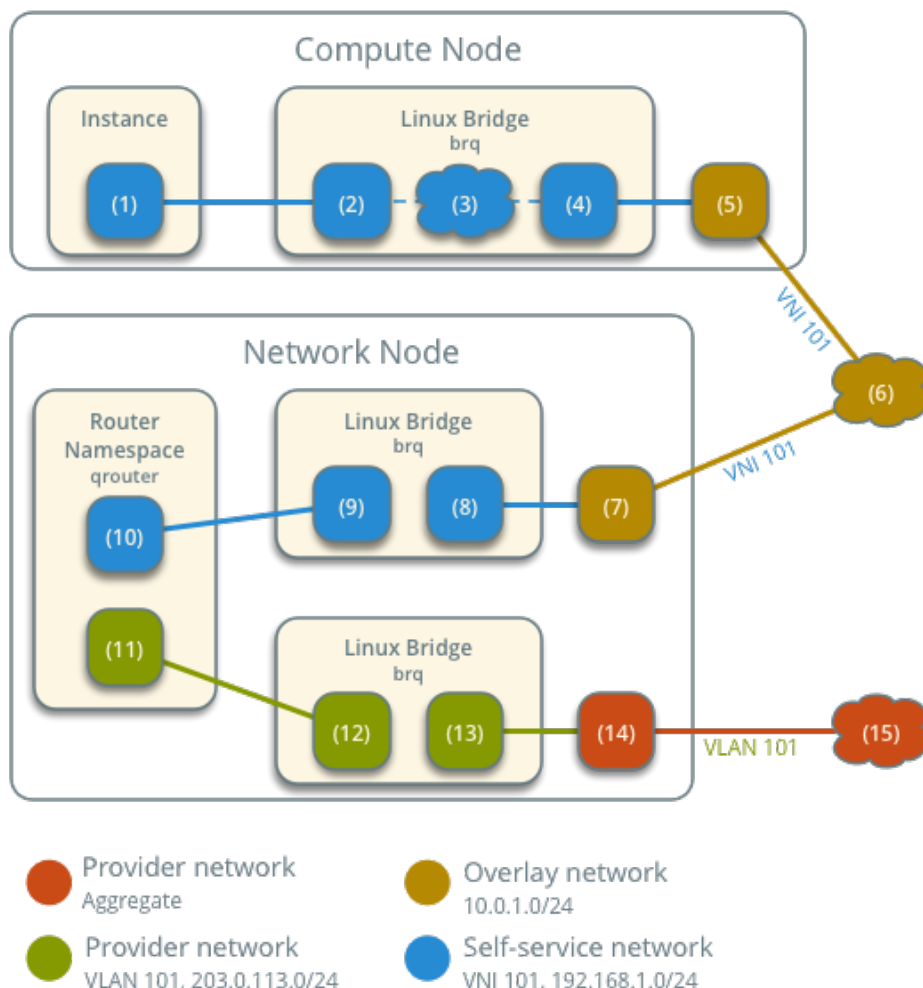 Compute Node
Instance
Linux Bridge
brq
(1)
(2)
(3)
(4)
(5)
VNI 101
(6)
Network Node
Router
Namespace
qrouter
Linux Bridge
brq
VNI 101
(10)
(9)
(8)
(7)
(11)
Linux Bridge
brq
(12)
(13)
(14)
VLAN 101
(15)
Provider network
Aggregate
Overlay network
10.0.1.0/24
Provider network
VLAN 101, 203.0.113.0/24
Self-service network
VNI 101, 192.168.1.0/24